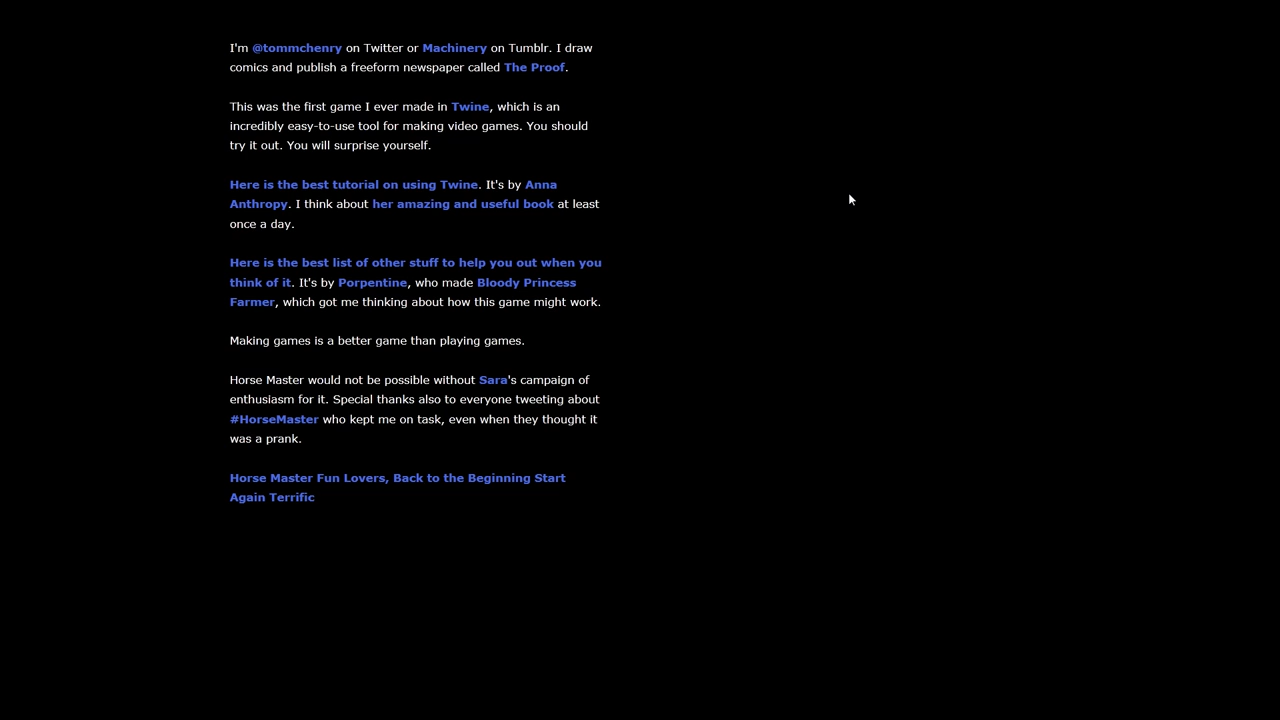 I'm @tommchenry on Twitter or Machinery on Tumblr. I draw
comics and publish a freeform newspaper called The Proof.
This was the first game I ever made in Twine, which is an
incredibly easy-to-use tool for making video games. You should
try it out. You will surprise yourself.
Here is the best tutorial on using Twine. It's by Anna
Anthropy. I think about her amazing and useful book at least
once a day.
Here is the best list of other stuff to help you out when you
think of it. It's by Porpentine, who made Bloody Princess
Farmer, which got me thinking about how this game might work.
Making games is a better game than playing games.
Horse Master would not be possible without Sara's campaign of
enthusiasm for it. Special thanks also to everyone tweeting about
#HorseMaster who kept me on task, even when they thought it
was a prank.
Horse Master Fun Lovers, Back to the Beginning Start
Again Terrific